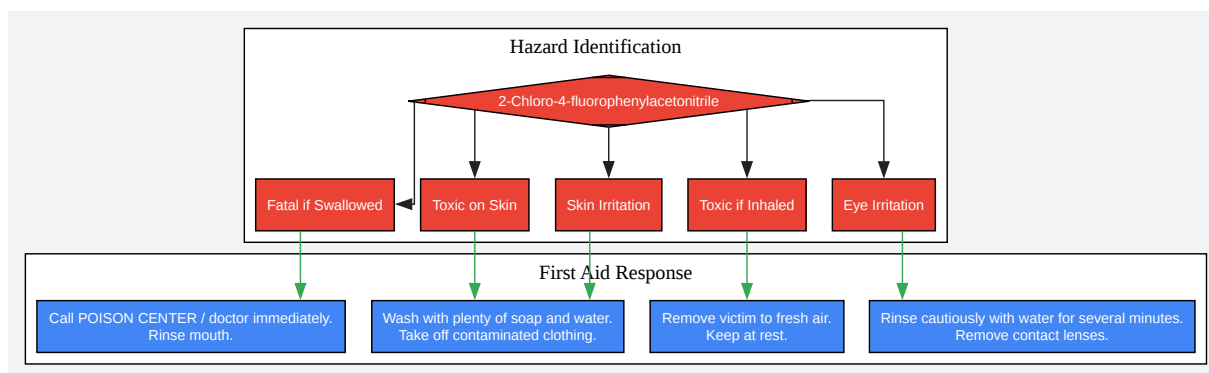 Hazard Identification
2-Chloro-4-fluorophenylacetonitrile
Fatal if Swallowed
Toxic on Skin
Skin Irritation
Toxic if Inhaled
Eye Irritation
First Aid Response
Call POISON CENTER / doctor immediately.
Rinse mouth.
Wash with plenty of soap and water.
Take off contaminated clothing.
Remove victim to fresh air.
Keep at rest.
Rinse cautiously with water for several minutes.
Remove contact lenses.